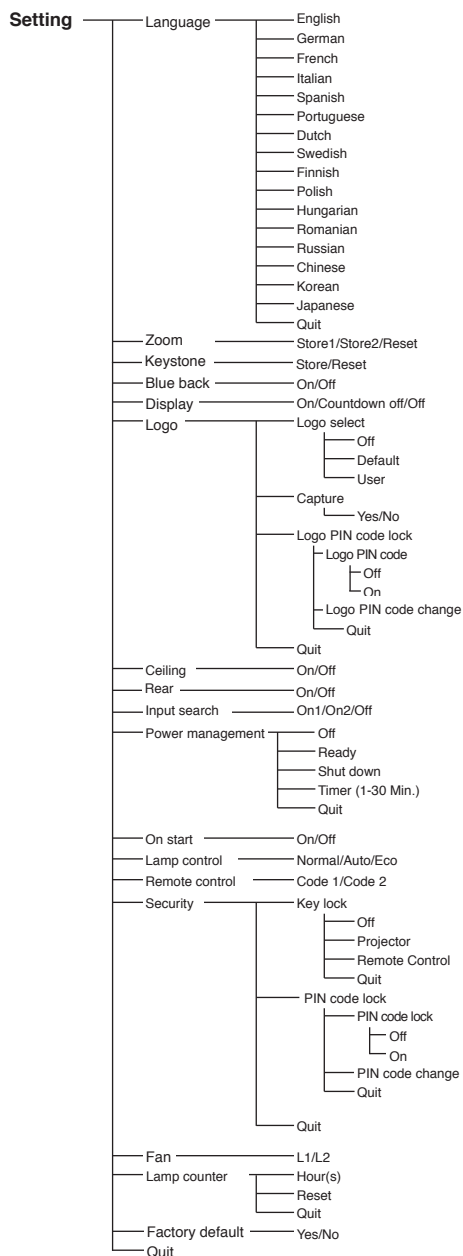 Setting
Language
English
German
French
Italian
Spanish
Portuguese
Dutch
Swedish
Finnish
Polish
Hungarian
Romanian
Russian
Chinese
Korean
Japanese
Quit
Zoom
Store1/Store2/Reset
Keystone
Store/Reset
Blue back
On/Off
Display
On/Countdown off/Off
Logo
Logo select
Off
Default
User
Capture
Yes/No
Logo PIN code lock
Logo PIN code
Off
On
Logo PIN code change
Quit
Quit
Ceiling
On/Off
Rear
On/Off
Input search
On1/On2/Off
Power management
Off
Ready
Shut down
Timer (1-30 Min.)
Quit
On start
On/Off
Lamp control
Normal/Auto/Eco
Remote control
Code 1/Code 2
Security
Key lock
Off
Projector
Remote Control
Quit
PIN code lock
PIN code lock
Off
On
PIN code change
Quit
Quit
Fan
L1/L2
Lamp counter
Hour(s)
Reset
Quit
Factory default
Yes/No
Quit